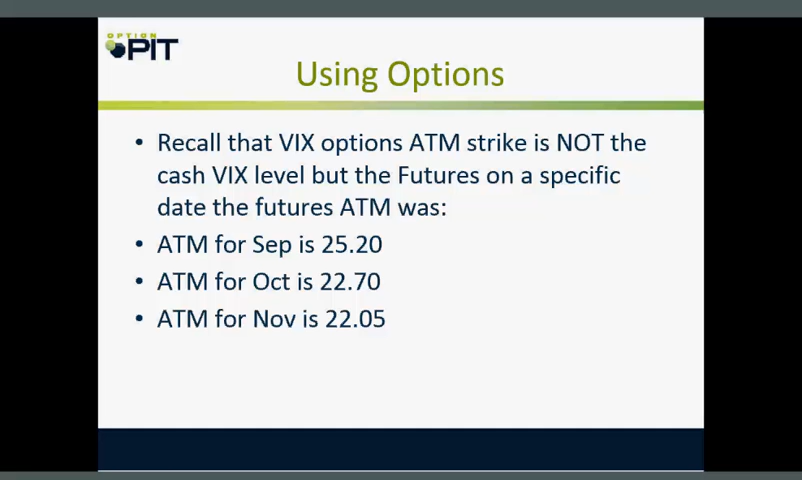 OPTION
PIT
Using Options
• Recall that VIX options ATM strike is NOT the
cash VIX level but the Futures on a specific
date the futures ATM was:
• ATM for Sep is 25.20
• ATM for Oct is 22.70
• ATM for Nov is 22.05